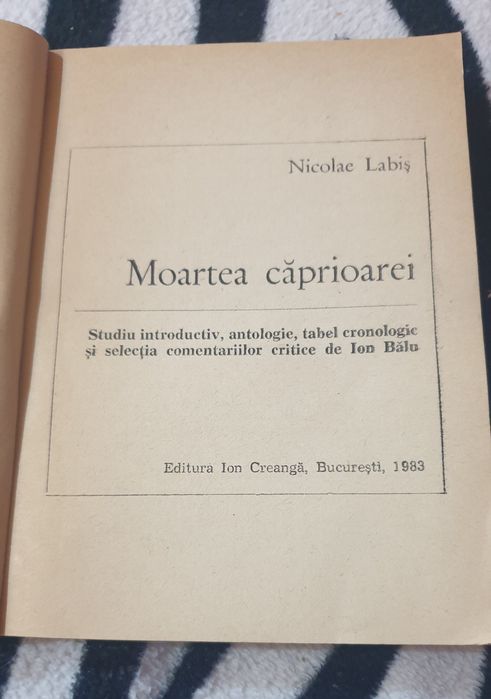 Nicolae Labiş
Moartea căprioarei
Studiu introductiv, antologie, tabel cronologic
şi selecţia comentariilor critice de Ion Bălu
Editura Ion Creangă, Bucureşti, 1983